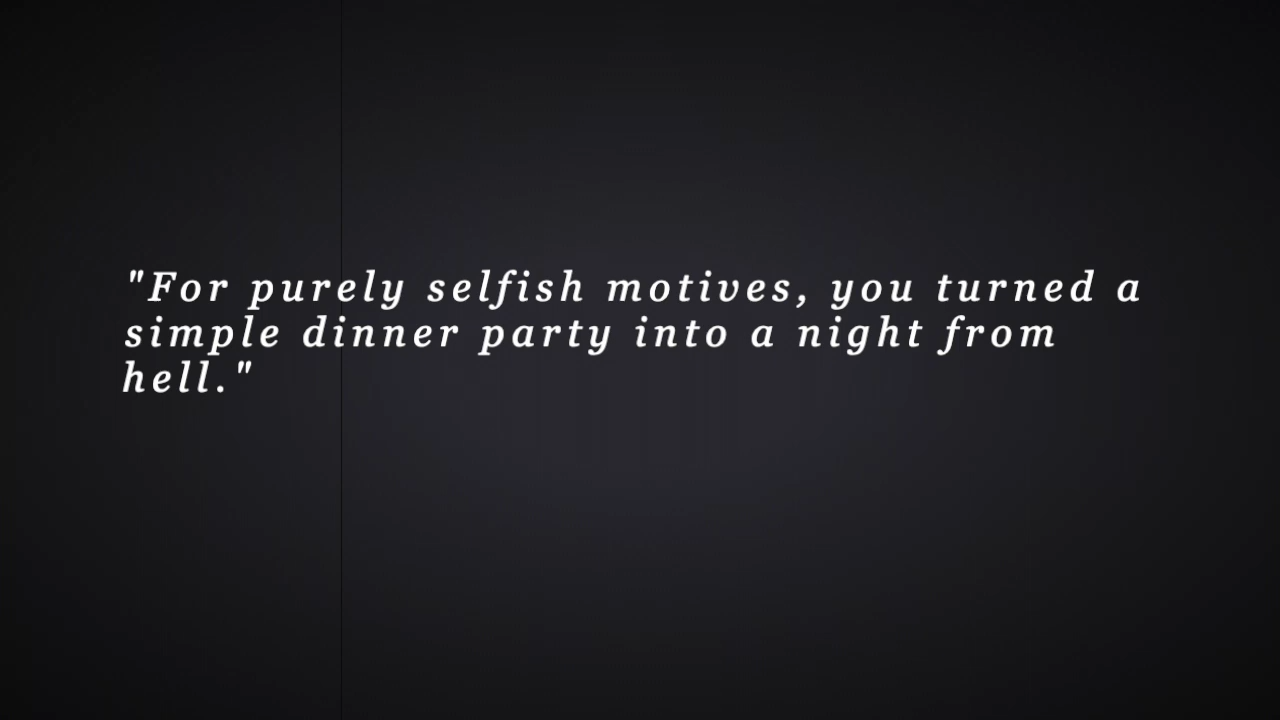 "For purely selfish motives, you turned a
simple dinner party into a night from
hell."